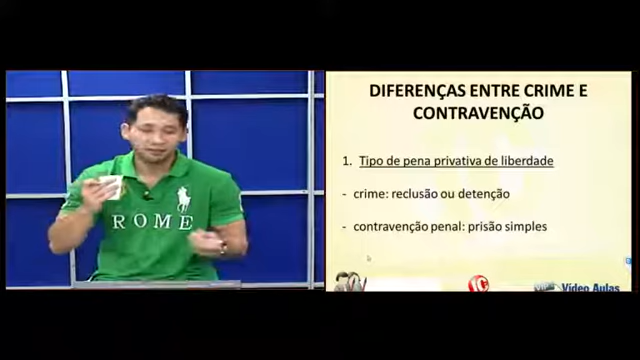 DIFERENÇAS ENTRE CRIME E
CONTRAVENÇÃO
1. Tipo de pena privativa de liberdade
- crime: reclusão ou detenção
- contravenção penal: prisão simples
ROME
Vídeo Aulas